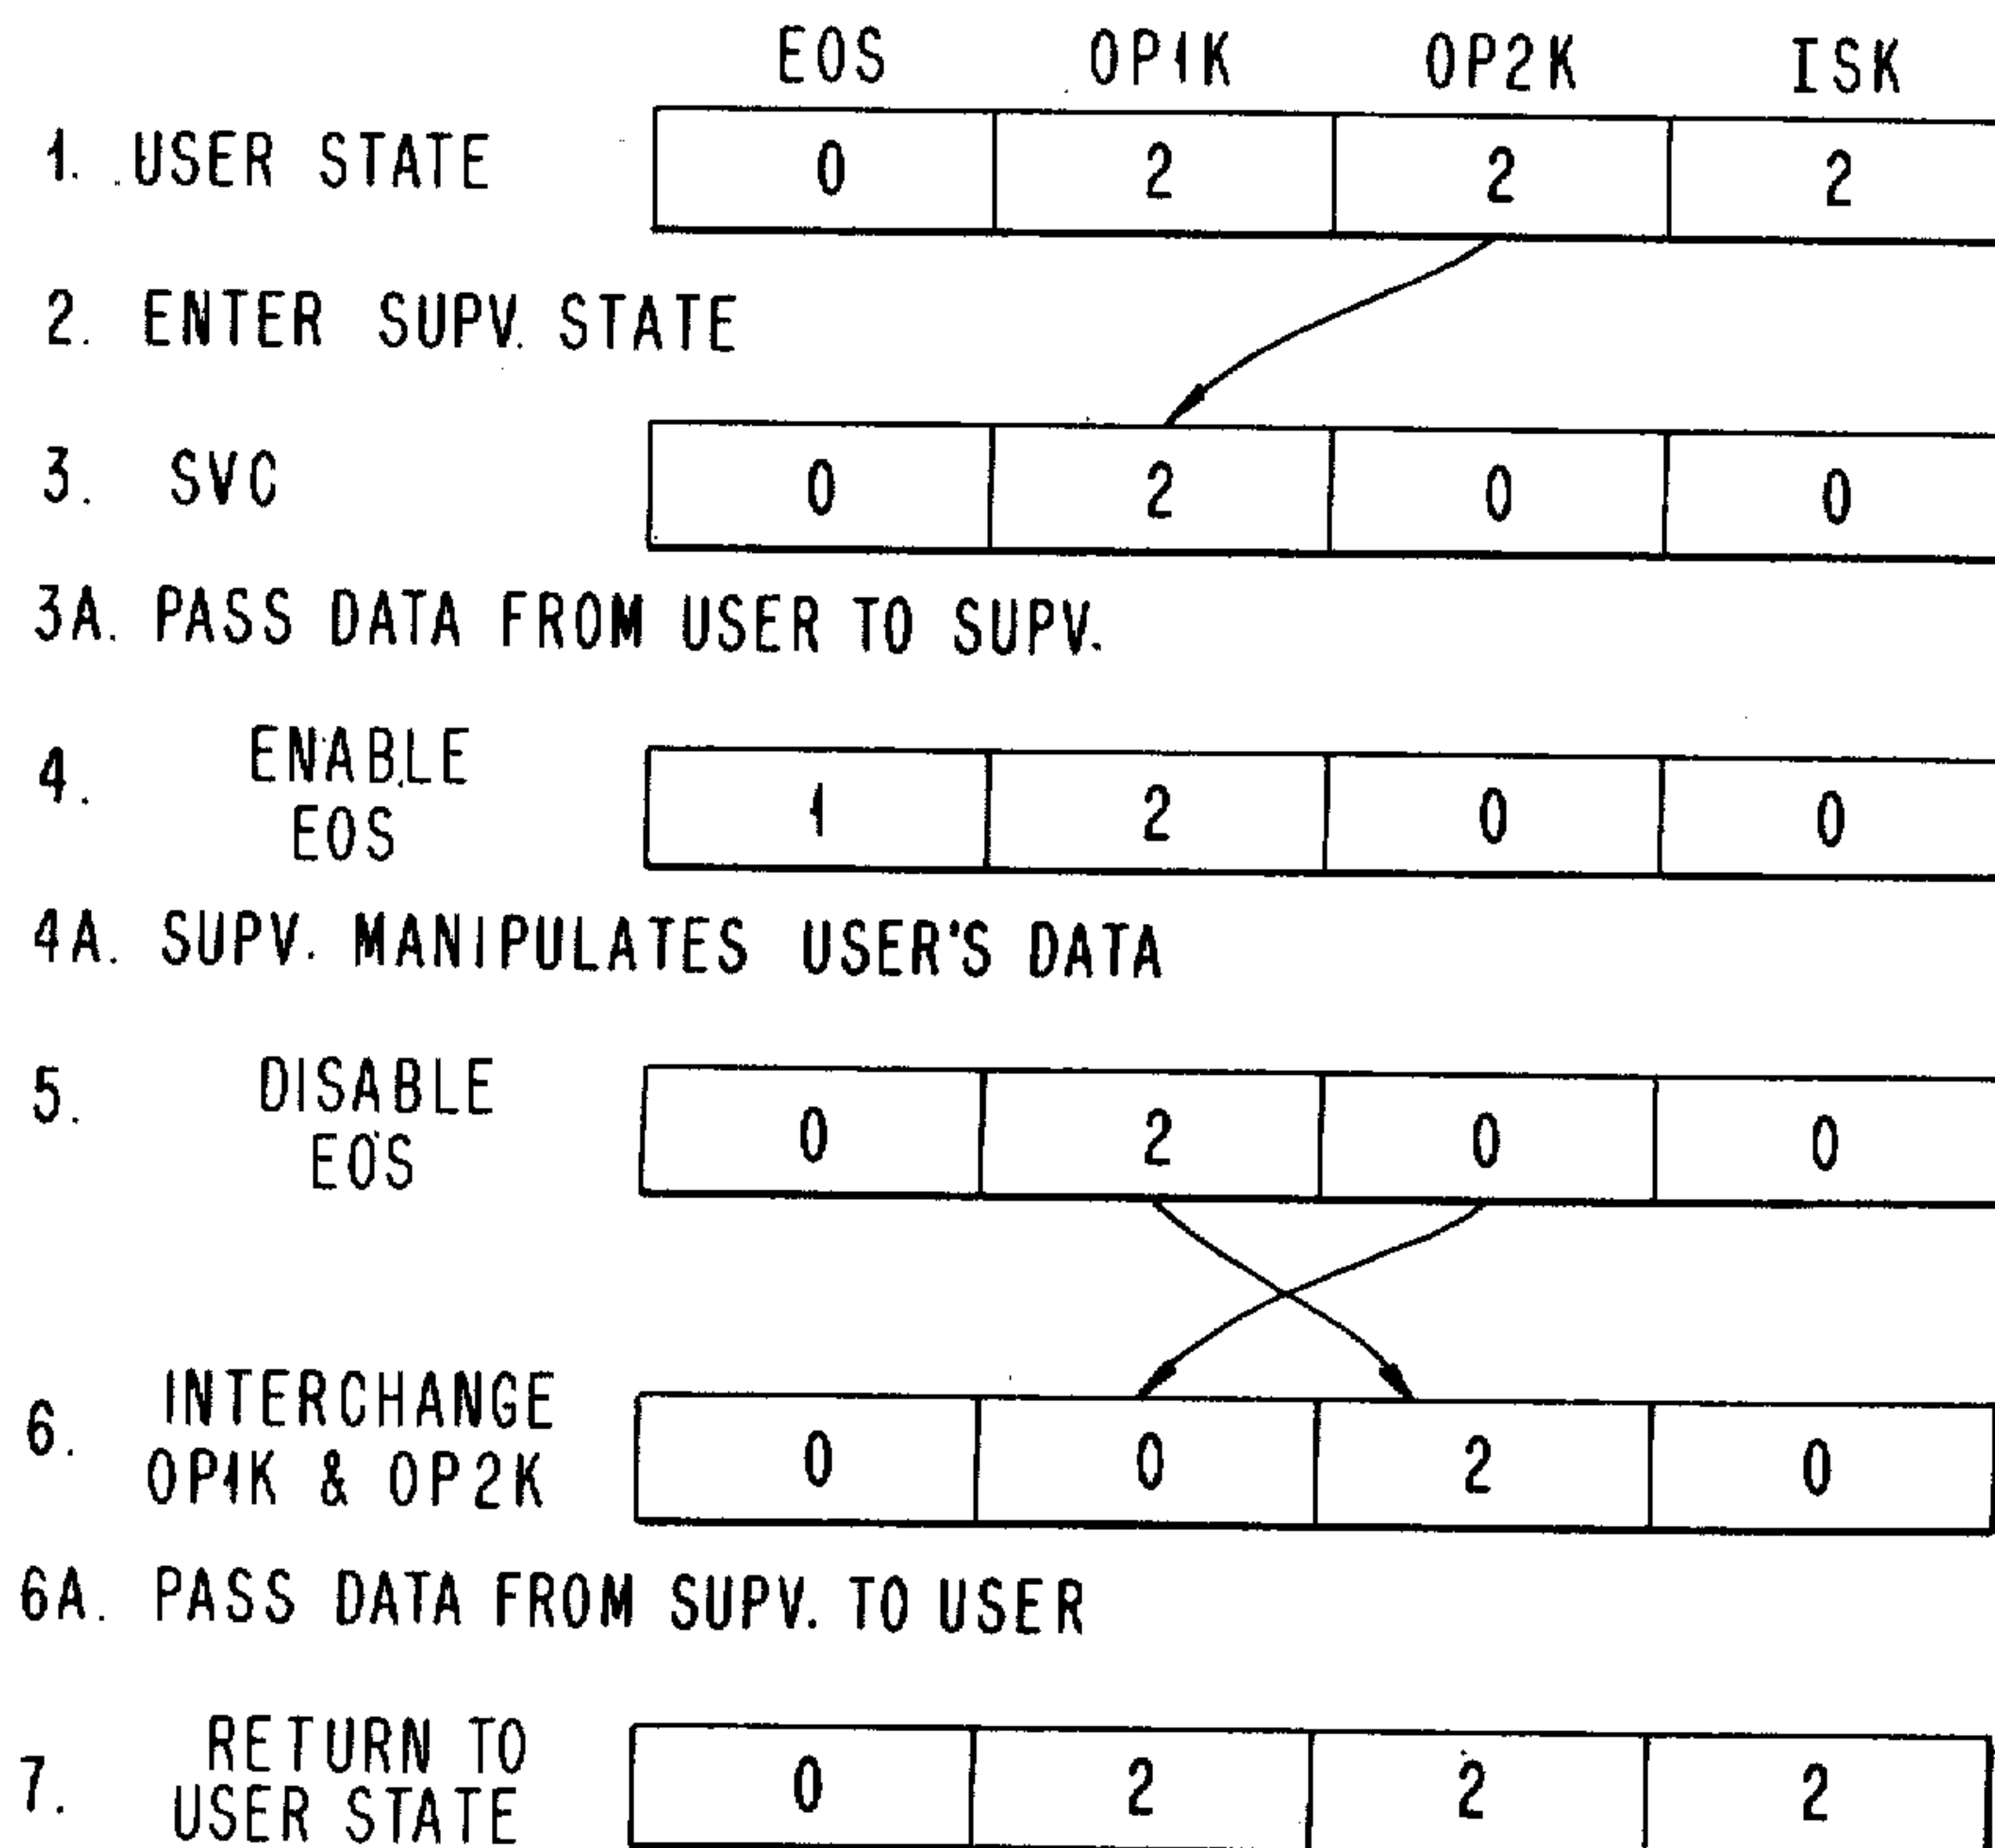 EOS OP1K OP2K ISK
1. USER STATE 0 2 2 2
2. ENTER SUPV. STATE
3. SVC 0 2 0 0
3A. PASS DATA FROM USER TO SUPV.
4. ENABLE
EOS 1 2 0 0
4A. SUPV. MANIPULATES USER'S DATA
5. DISABLE
EOS 0 2 0 0
6. INTERCHANGE
OP1K & OP2K 0 0 2 0
6A. PASS DATA FROM SUPV. TO USER
7. RETURN TO
USER STATE 0 2 2 2